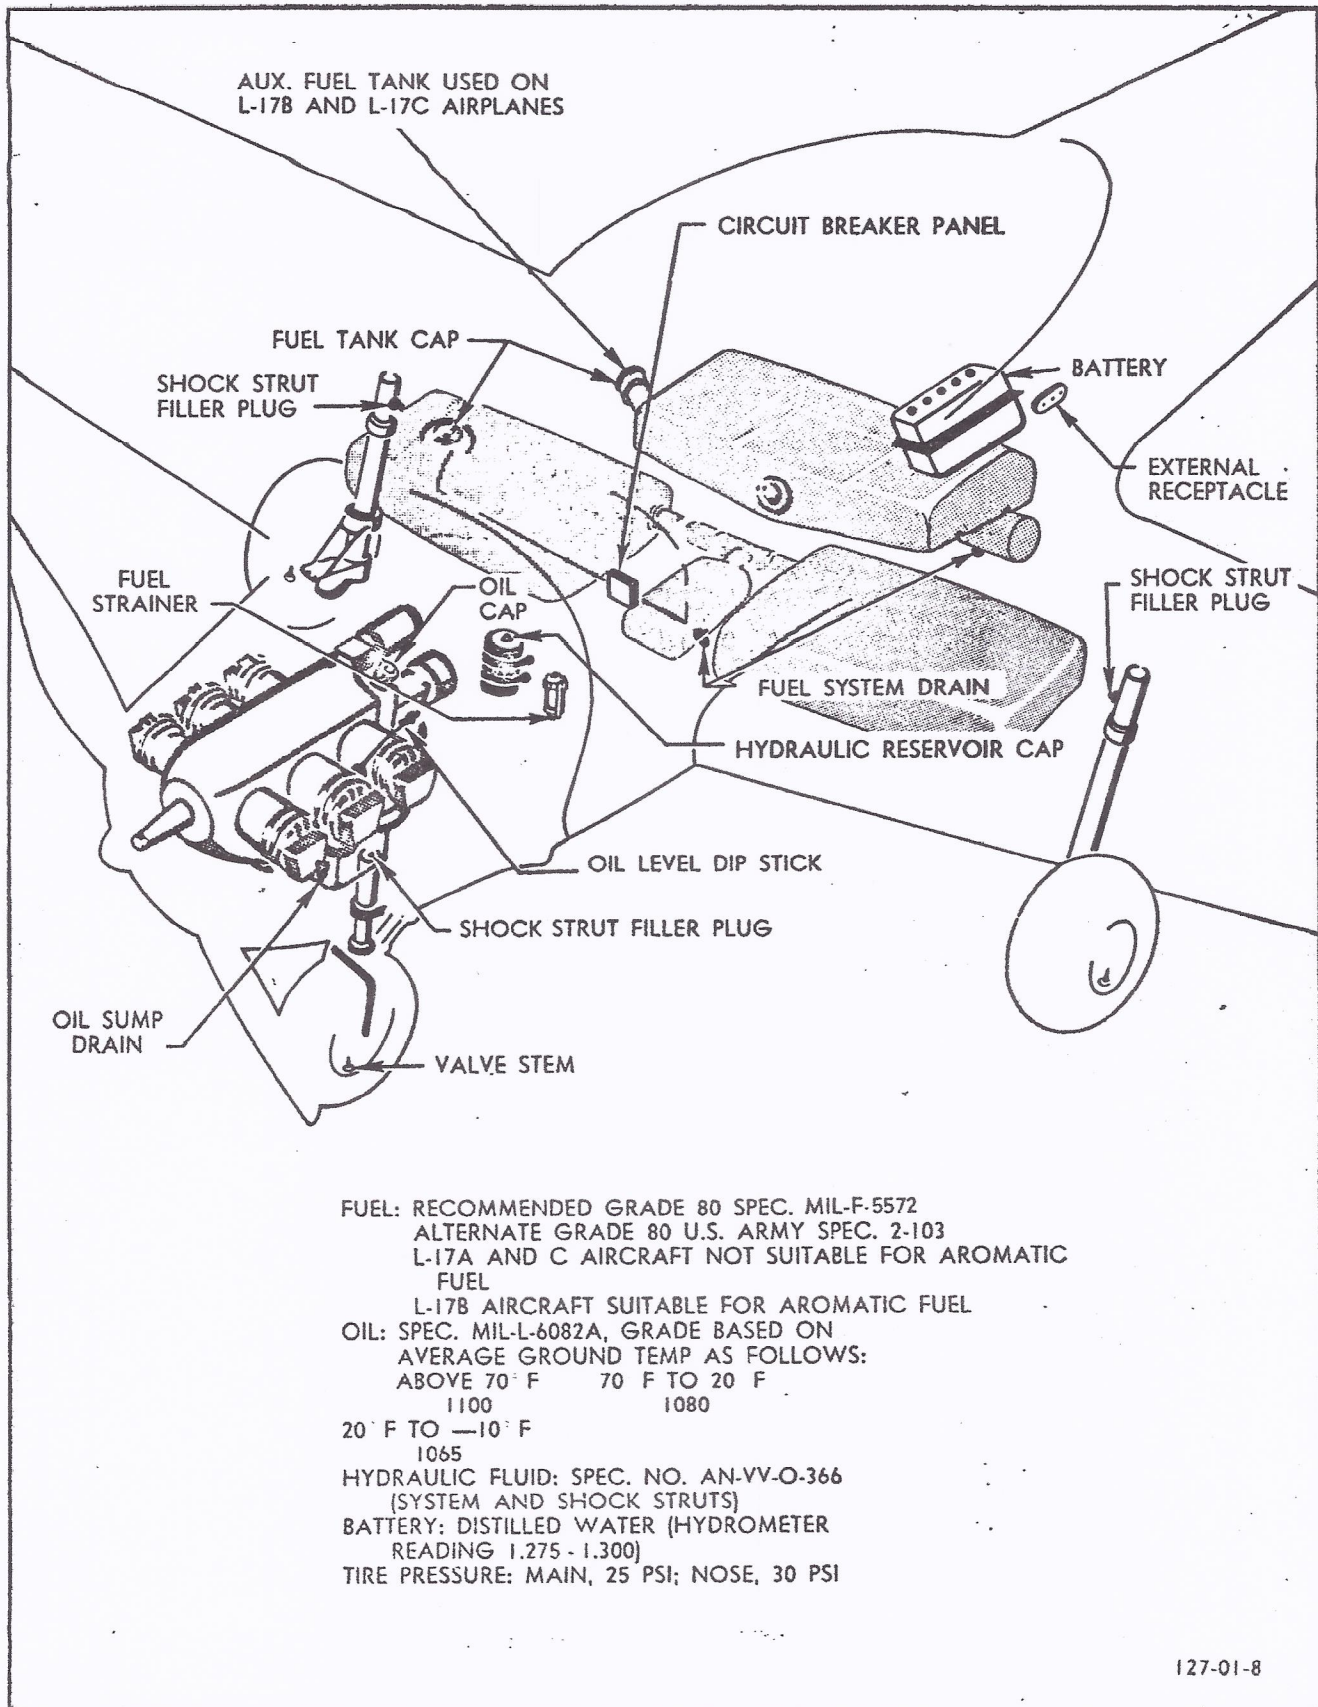 AUX. FUEL TANK USED ON
L-17B AND L-17C AIRPLANES
CIRCUIT BREAKER PANEL
FUEL TANK CAP
BATTERY
SHOCK STRUT
FILLER PLUG
EXTERNAL
RECEPTACLE
FUEL
STRAINER
OIL
CAP
SHOCK STRUT
FILLER PLUG
FUEL SYSTEM DRAIN
HYDRAULIC RESERVOIR CAP
OIL LEVEL DIP STICK
SHOCK STRUT FILLER PLUG
OIL SUMP
DRAIN
VALVE STEM
FUEL: RECOMMENDED GRADE 80 SPEC. MIL-F-5572
ALTERNATE GRADE 80 U.S. ARMY SPEC. 2-103
L-17A AND C AIRCRAFT NOT SUITABLE FOR AROMATIC
FUEL
L-17B AIRCRAFT SUITABLE FOR AROMATIC FUEL
OIL: SPEC. MIL-L-6082A, GRADE BASED ON
AVERAGE GROUND TEMP AS FOLLOWS:
ABOVE 70° F 70 F TO 20 F
1100 1080
20° F TO —10° F
1065
HYDRAULIC FLUID: SPEC. NO. AN-VV-O-366
(SYSTEM AND SHOCK STRUTS)
BATTERY: DISTILLED WATER (HYDROMETER
READING 1.275 - 1.300)
TIRE PRESSURE: MAIN, 25 PSI; NOSE, 30 PSI
127-01-8